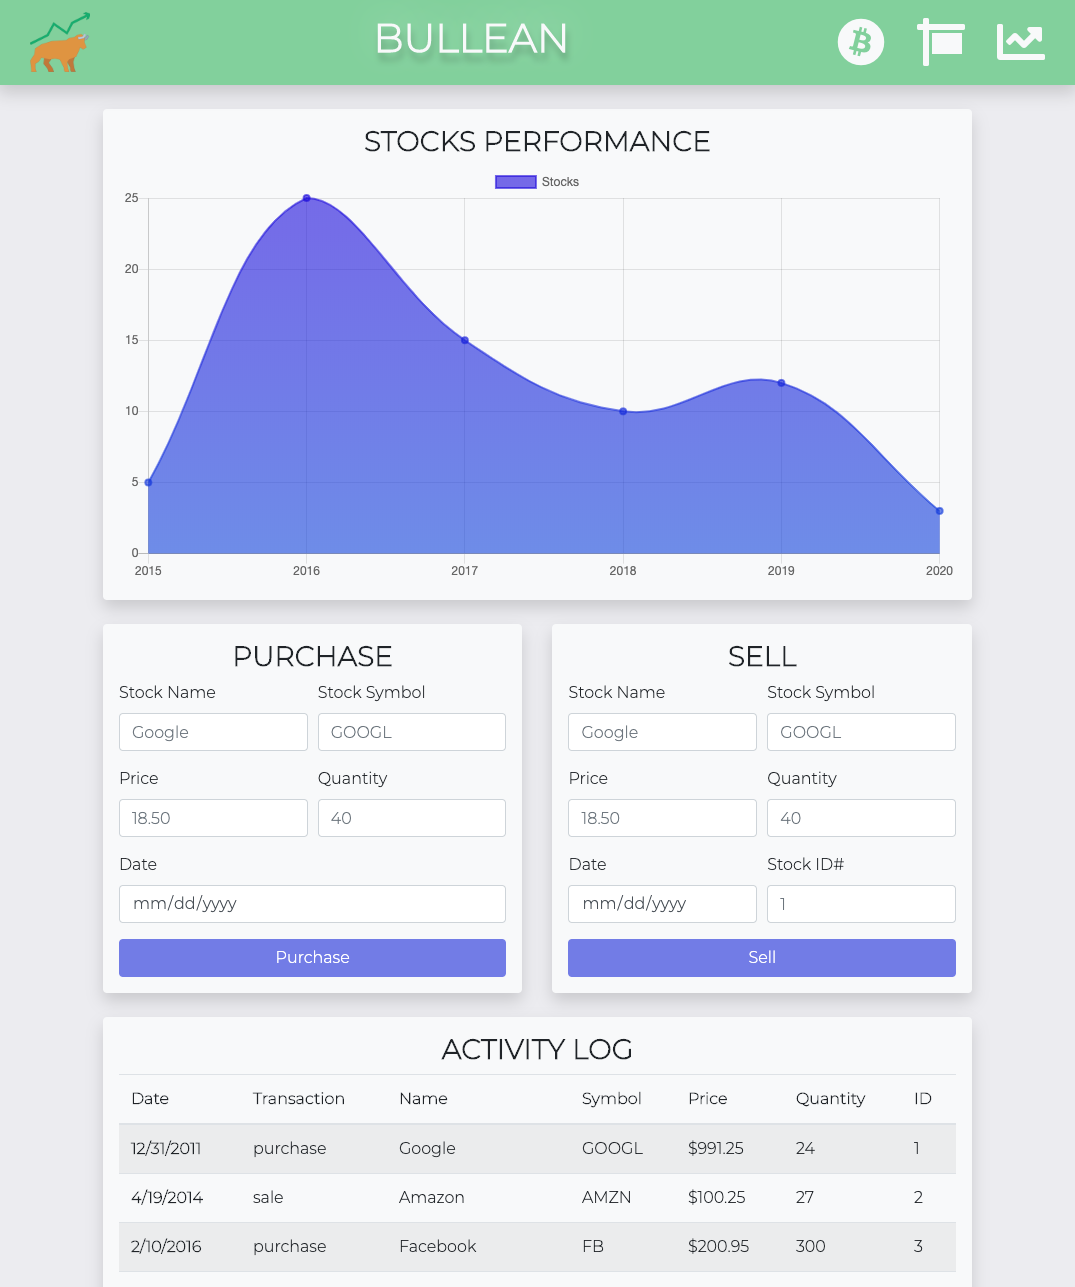 BULLEAN
STOCKS PERFORMANCE
Stocks
25
20
15
10
5
0
2015 2016 2017 2018 2019 2020
PURCHASE
Stock Name Stock Symbol
Google GOOGL
Price Quantity
18.50 40
Date
mm/dd/yyyy
Purchase
SELL
Stock Name Stock Symbol
Google GOOGL
Price Quantity
18.50 40
Date Stock ID#
mm/dd/yyyy 1
Sell
ACTIVITY LOG
Date Transaction Name Symbol Price Quantity ID
12/31/2011 purchase Google GOOGL $991.25 24 1
4/19/2014 sale Amazon AMZN $100.25 27 2
2/10/2016 purchase Facebook FB $200.95 300 3